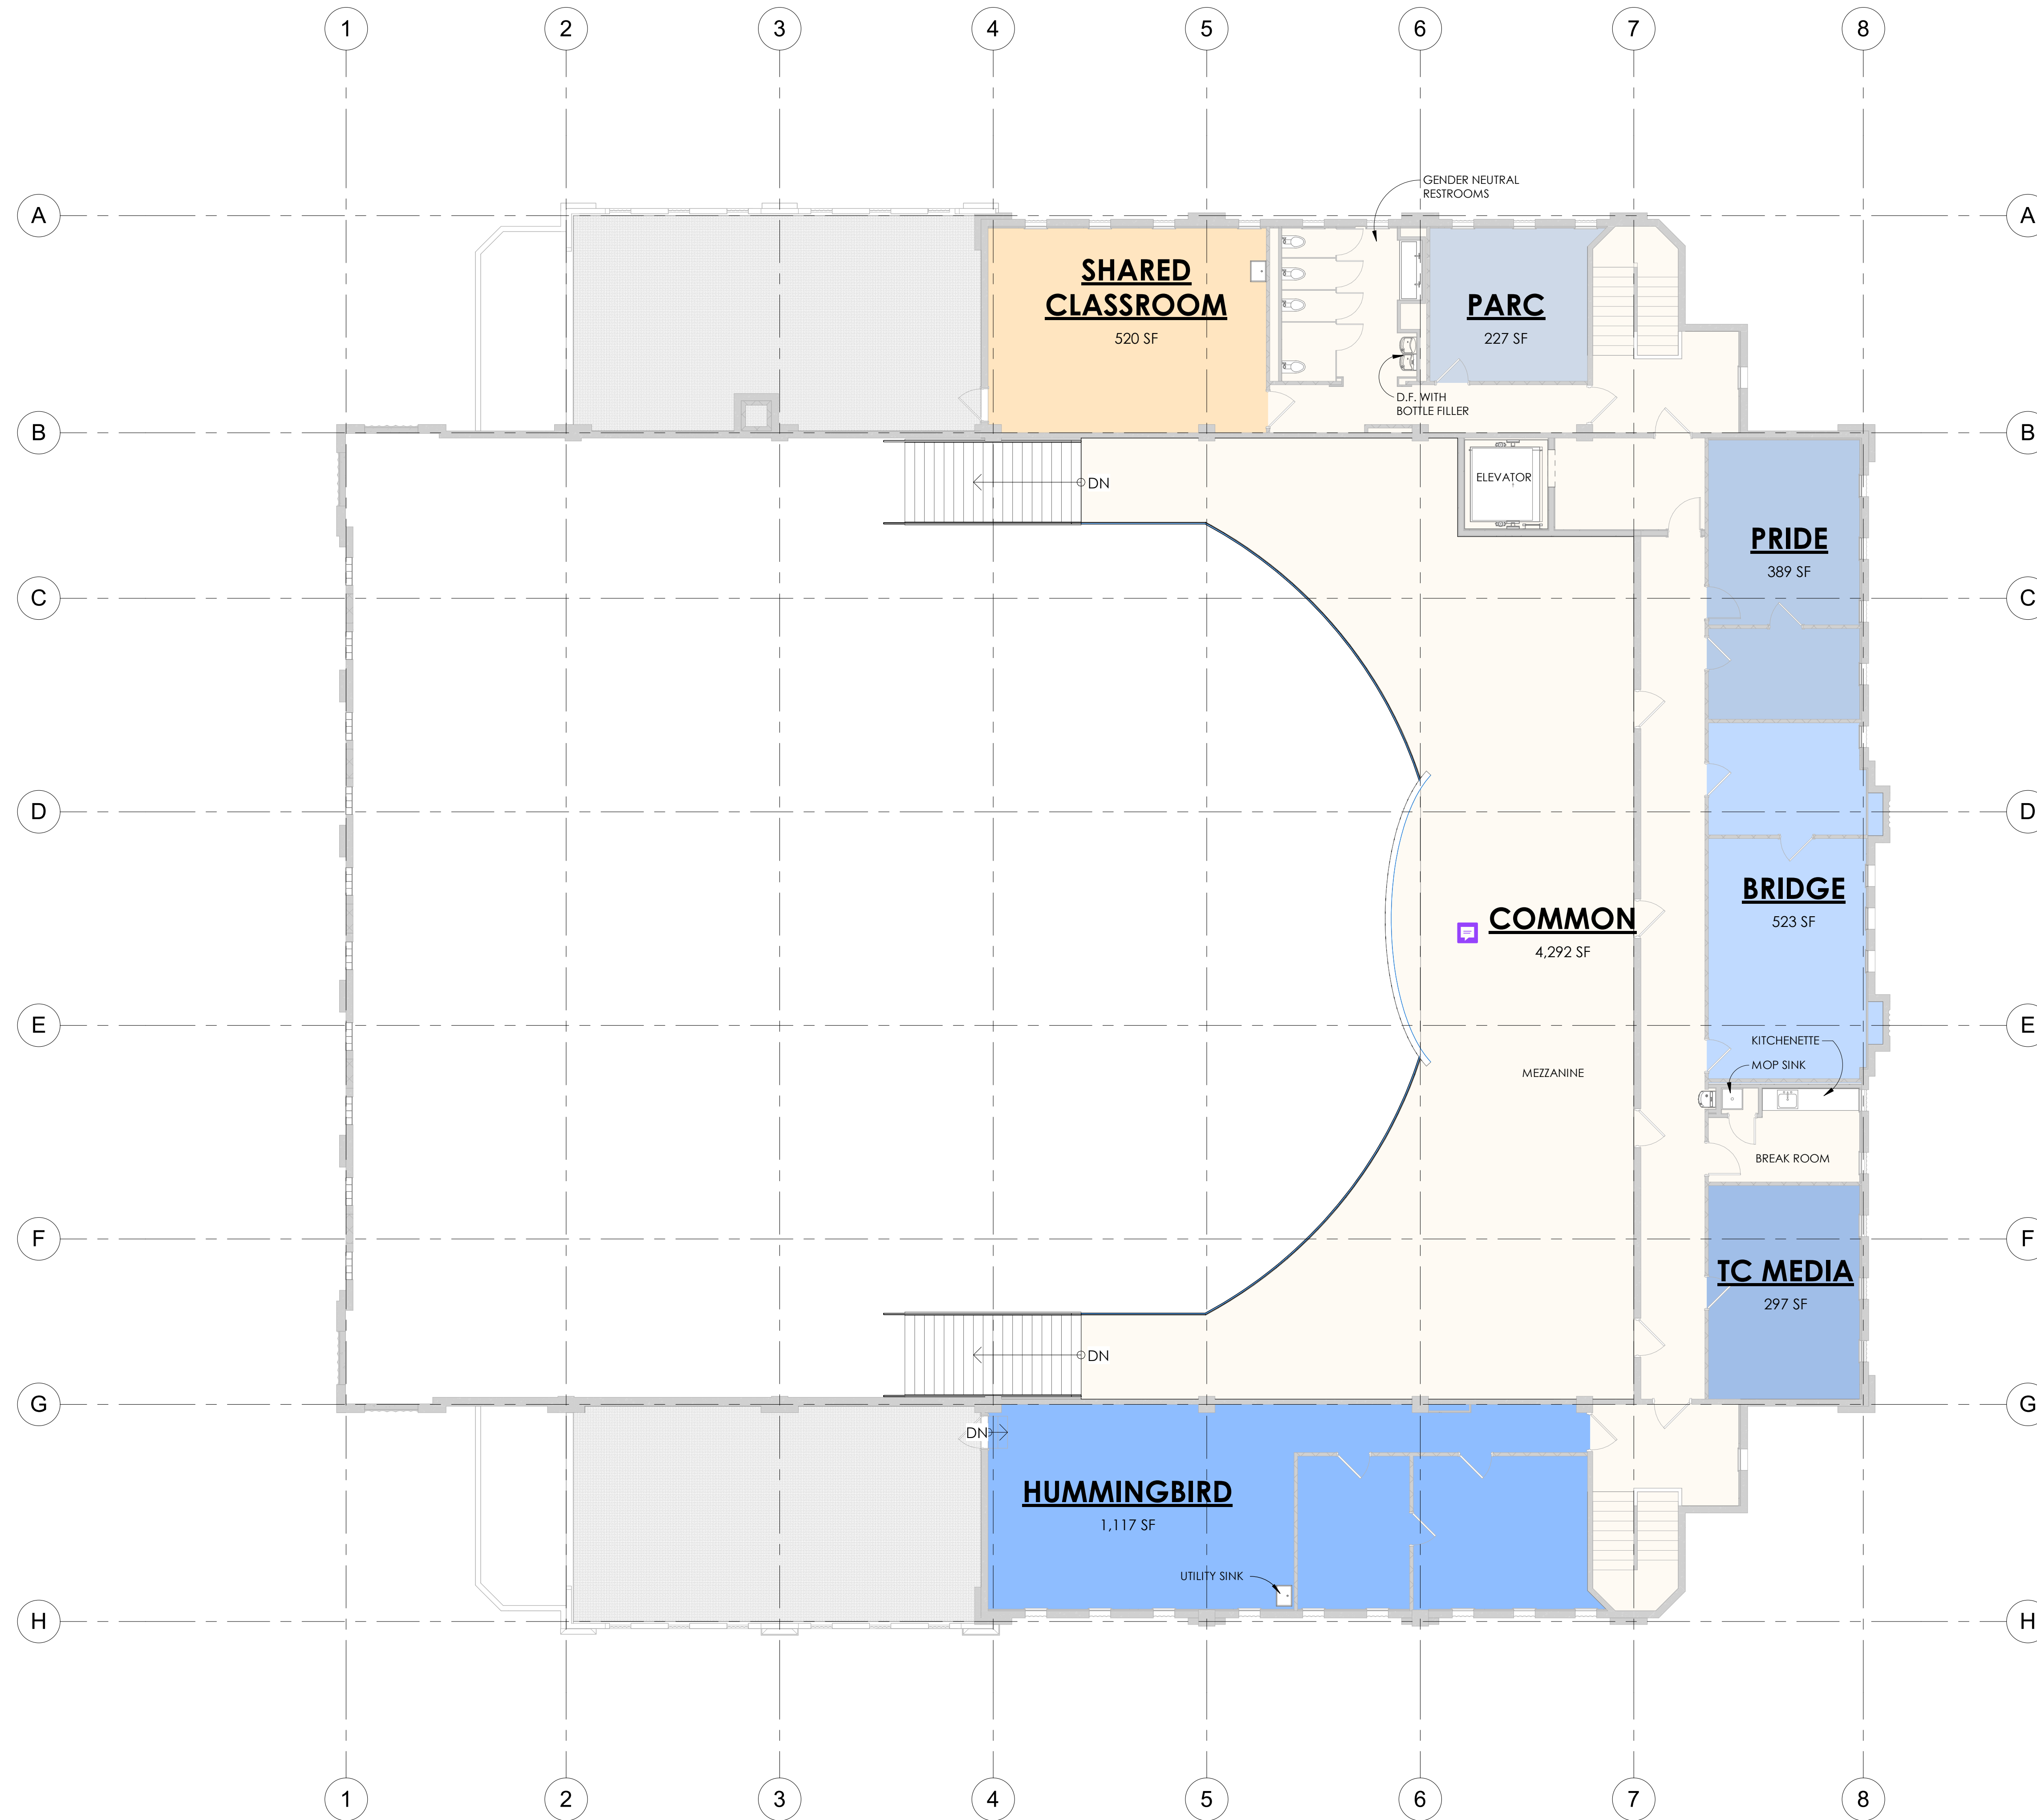 1 2 3 4 5 6 7 8
GENDER NEUTRAL
RESTROOMS
A A
SHARED
CLASSROOM
520 SF
PARC
227 SF
D.F. WITH
BOTTLE FILLER
B B
ELEVATOR
DN
PRIDE
389 SF
C C
D D
BRIDGE
523 SF
COMMON
4,292 SF
E E
KITCHENETTE
MOP SINK
MEZZANINE
BREAK ROOM
F F
TC MEDIA
297 SF
DN
G G
DN
HUMMINGBIRD
1,117 SF
UTILITY SINK
H H
1 2 3 4 5 6 7 8